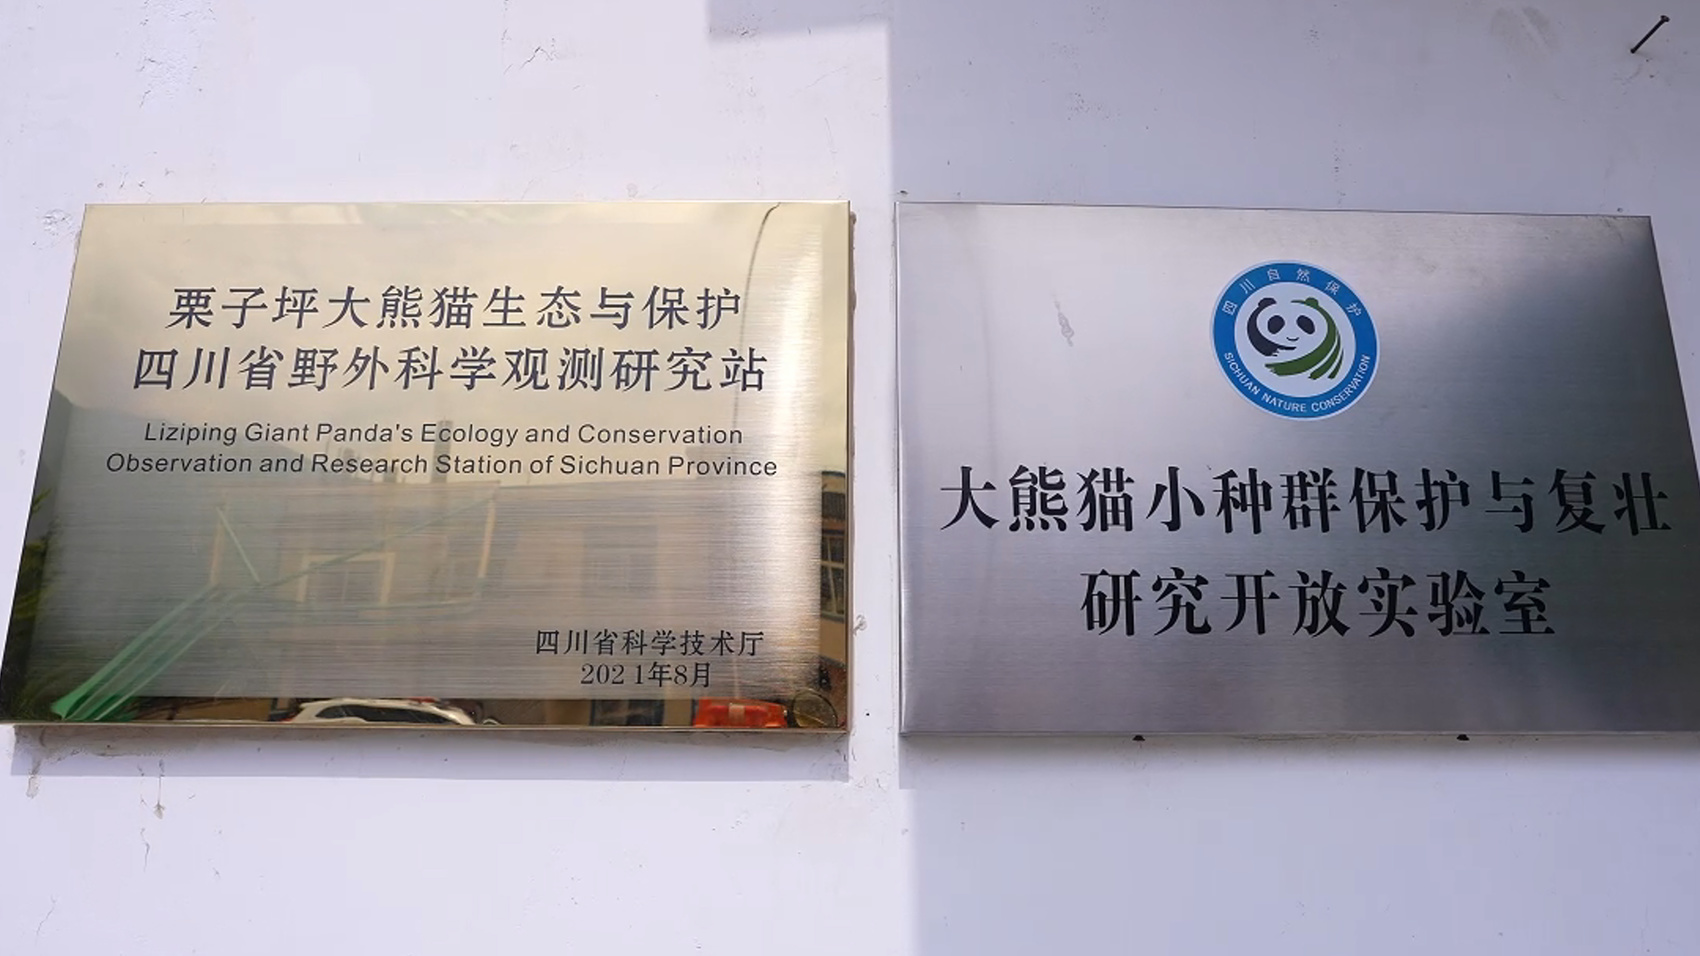 栗子坪大熊猫生态与保护
四川省野外科学观测研究站
Liziping Giant Panda's Ecology and Conservation
Observation and Research Station of Sichuan Province
四川省科学技术厅
2021年8月
四川自然保护
SICHUAN NATURE CONSERVATION
大熊猫小种群保护与复壮
研究开放实验室